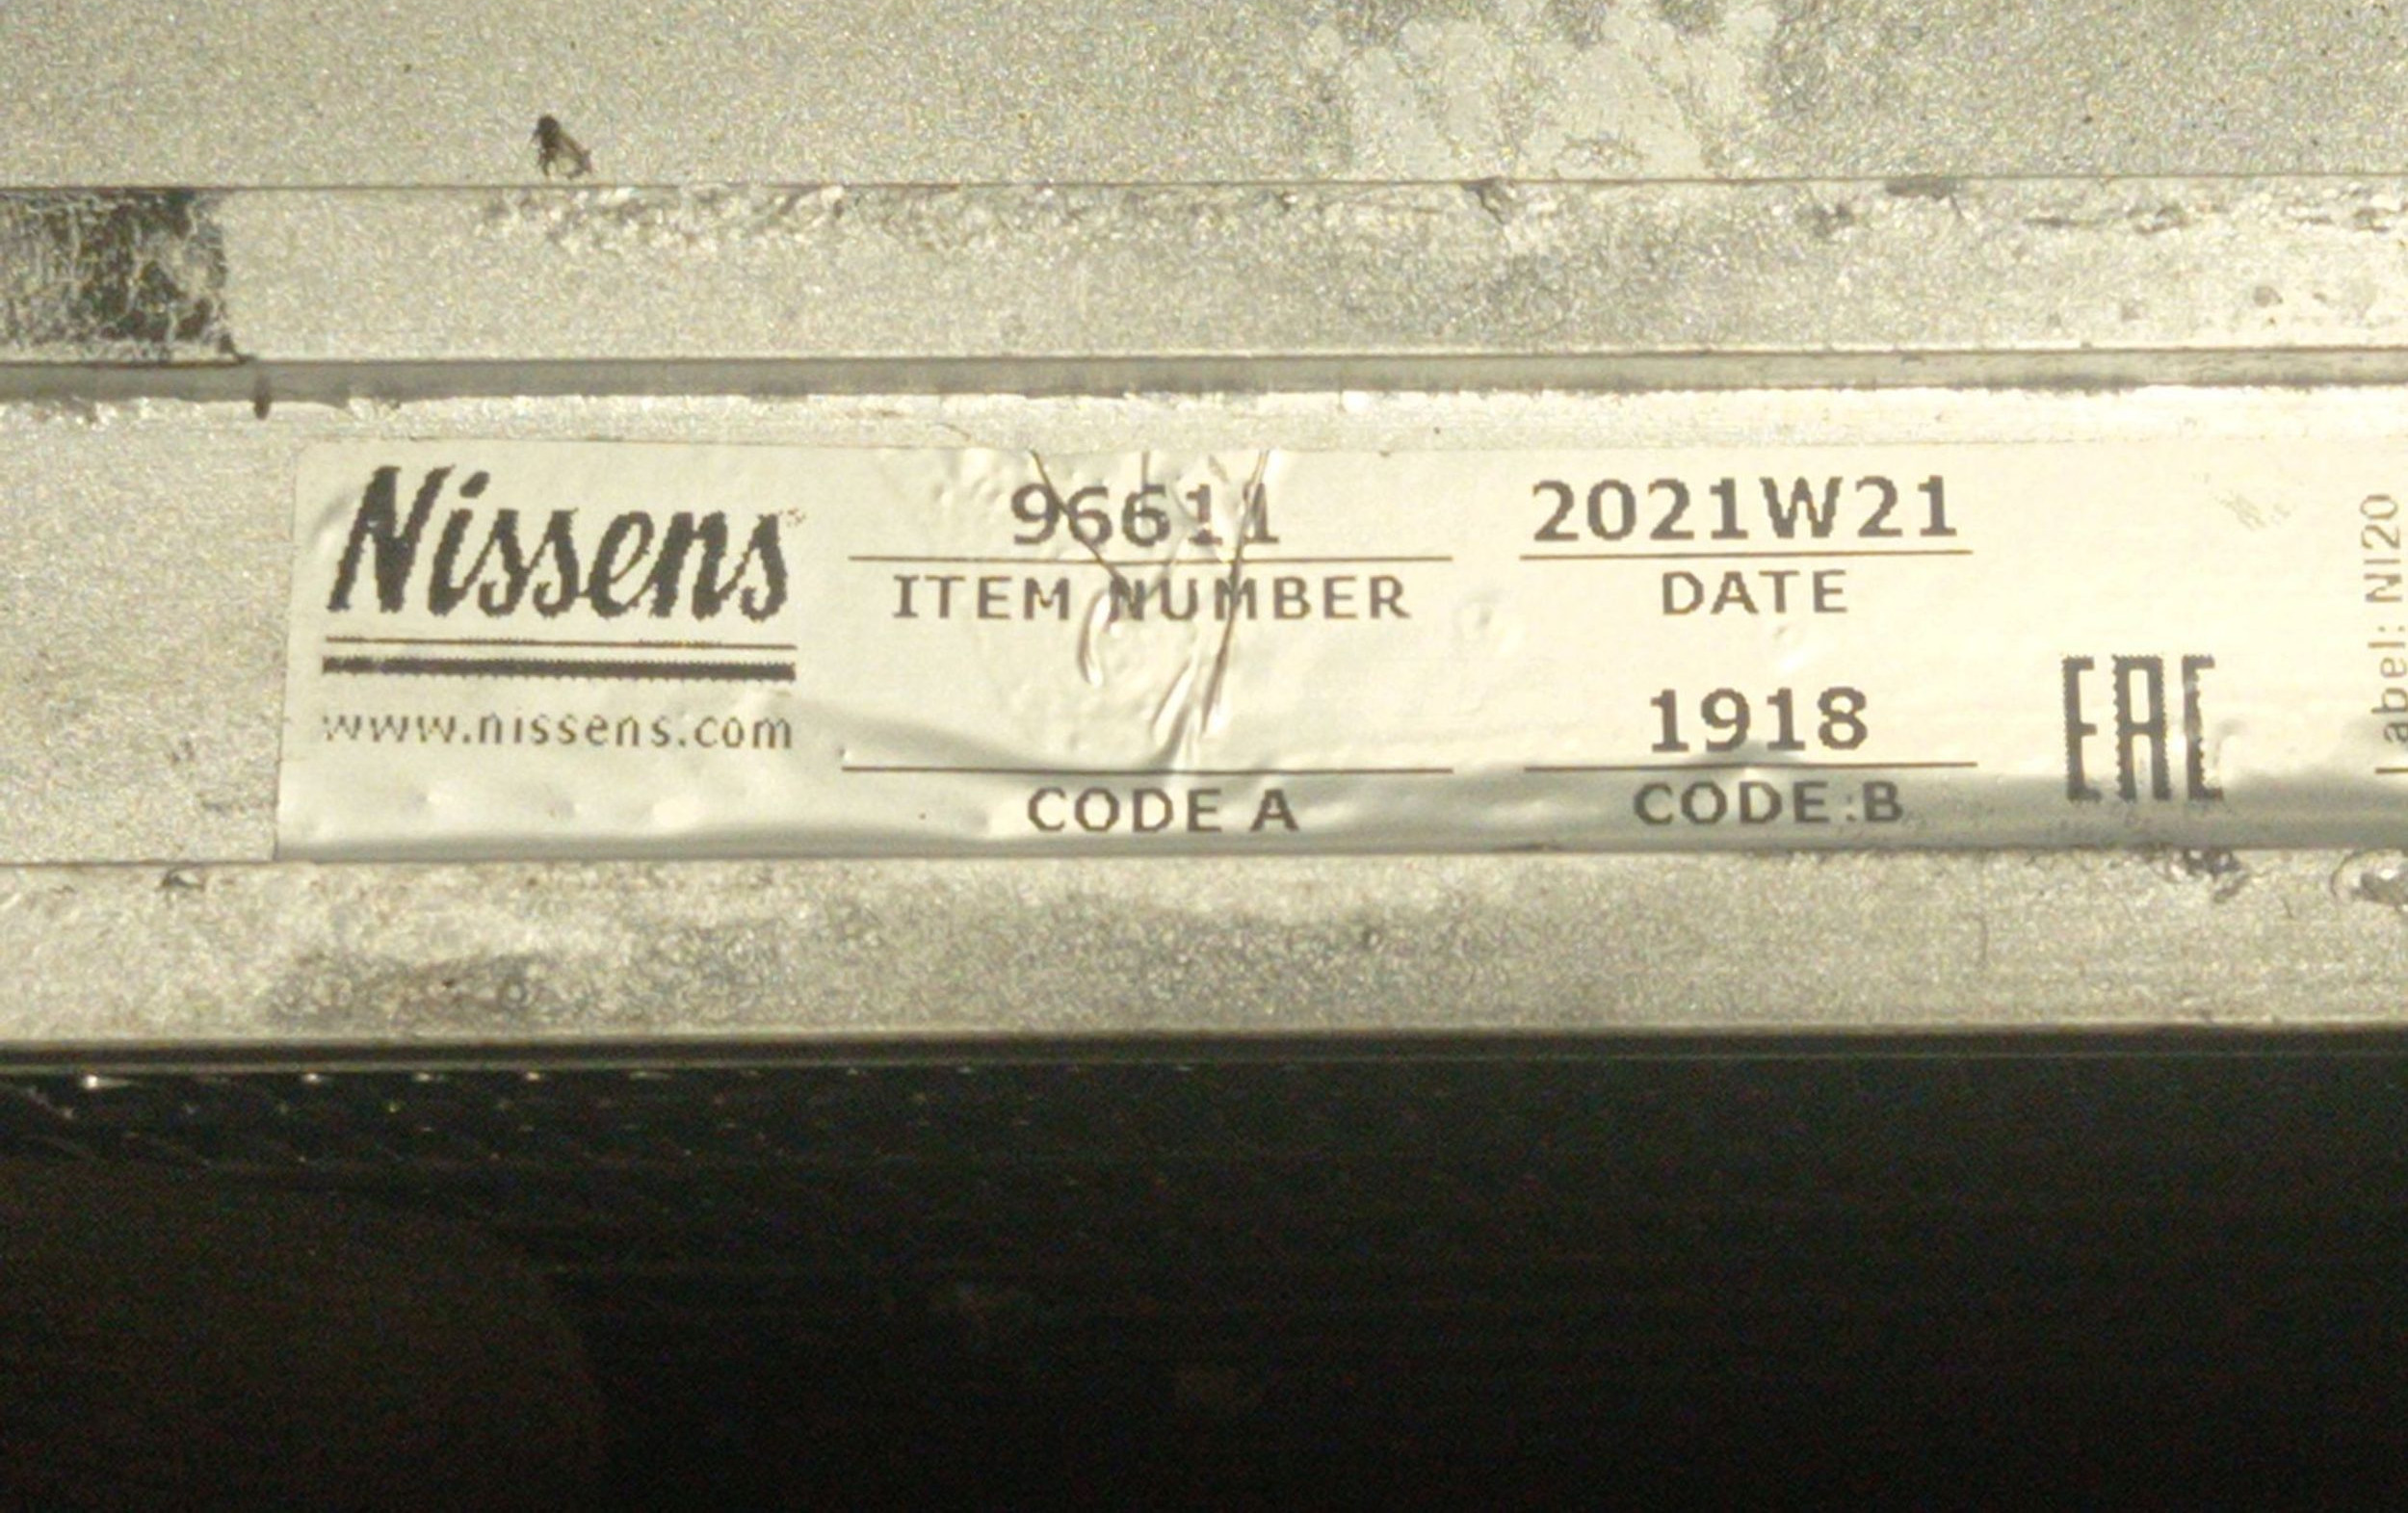 Nissens
www.nissens.com
96611
ITEM NUMBER
CODE A
2021W21
DATE
1918
CODE:B
EAC
Label: NI20